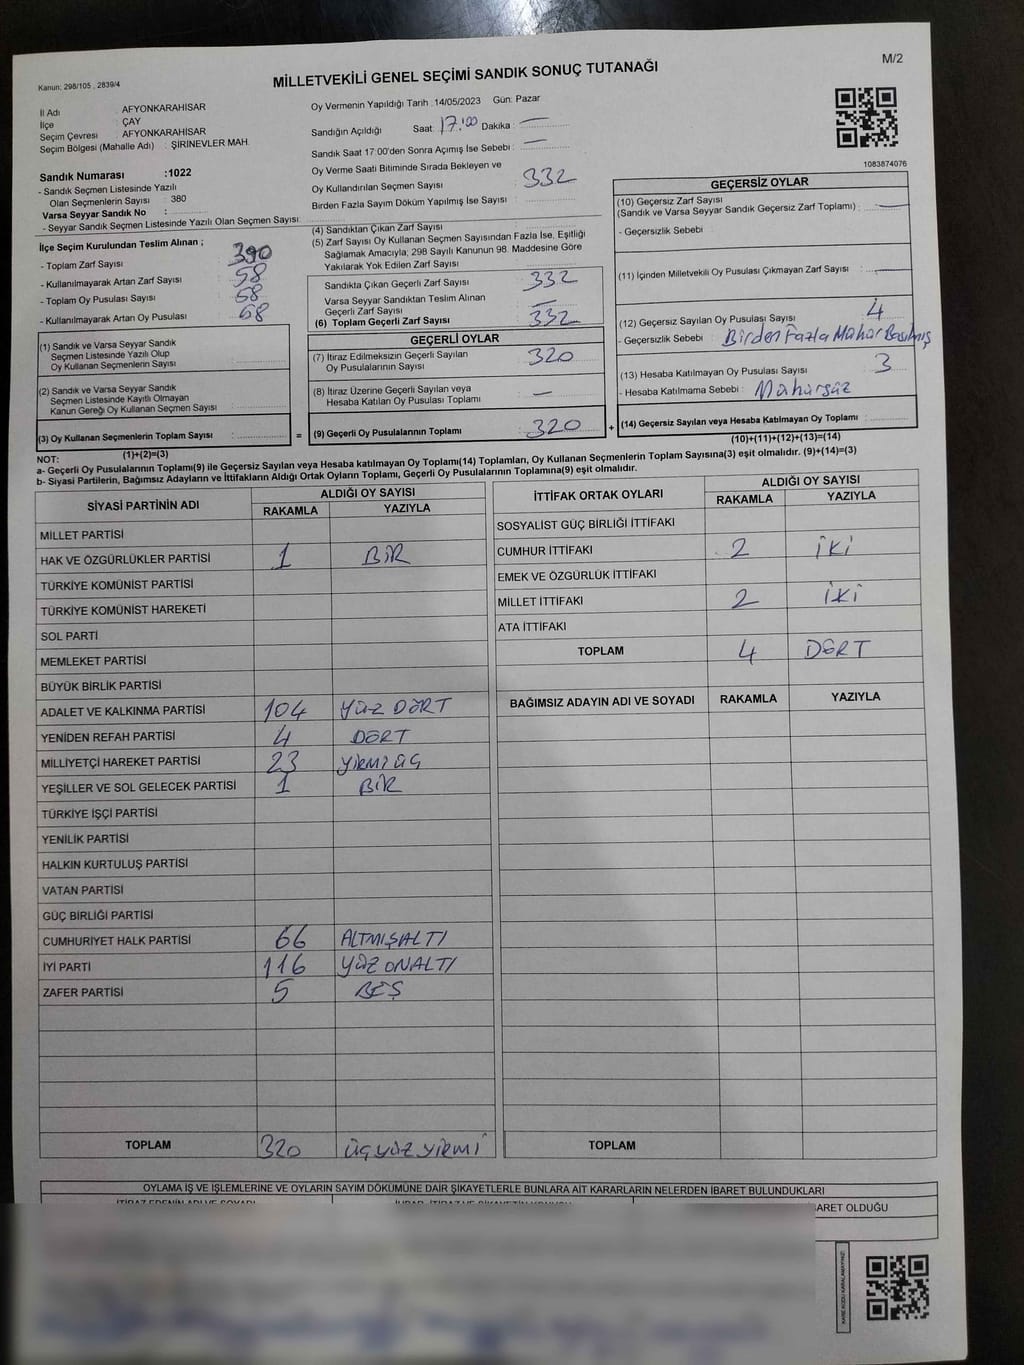 Kanun: 298/105 , 2839/4
MİLLETVEKİLİ GENEL SEÇİMİ SANDIK SONUÇ TUTANAĞI
M/2
İl Adı : AFYONKARAHİSAR
İlçe : ÇAY
Seçim Çevresi : AFYONKARAHİSAR
Seçim Bölgesi (Mahalle Adı) : ŞİRİNEVLER MAH.
Sandık Numarası :1022
- Sandık Seçmen Listesinde Yazılı
Olan Seçmenlerin Sayısı : 380
Varsa Seyyar Sandık No :
- Seyyar Sandık Seçmen Listesinde Yazılı Olan Seçmen Sayısı:
Oy Vermenin Yapıldığı Tarih :14/05/2023 Gün: Pazar
Sandığın Açıldığı Saat: 17:00 Dakika : —
Sandık Saat 17:00'den Sonra Açımış İse Sebebi : —
Oy Verme Saati Bitiminde Sırada Bekleyen ve
Oy Kullandırılan Seçmen Sayısı : 332
Birden Fazla Sayım Döküm Yapılmış İse Sayısı :
1083874076
İlçe Seçim Kurulundan Teslim Alınan ;
- Toplam Zarf Sayısı : 390
- Kullanılmayarak Artan Zarf Sayısı : 58
- Toplam Oy Pusulası Sayısı : 58
- Kullanılmayarak Artan Oy Pusulası : 58
(1) Sandık ve Varsa Seyyar Sandık
Seçmen Listesinde Yazılı Olup
Oy Kullanan Seçmenlerin Sayısı :
(2) Sandık ve Varsa Seyyar Sandık
Seçmen Listesinde Kayıtlı Olmayan
Kanun Gereği Oy Kullanan Seçmen Sayısı :
(3) Oy Kullanan Seçmenlerin Toplam Sayısı :
(1)+(2)=(3)
(4) Sandıktan Çıkan Zarf Sayısı :
(5) Zarf Sayısı Oy Kullanan Seçmen Sayısından Fazla İse, Eşitliği
Sağlamak Amacıyla, 298 Sayılı Kanunun 98. Maddesine Göre
Yakılarak Yok Edilen Zarf Sayısı :
Sandıkta Çıkan Geçerli Zarf Sayısı : 332
Varsa Seyyar Sandıktan Teslim Alınan
Geçerli Zarf Sayısı : —
(6) Toplam Geçerli Zarf Sayısı : 332
GEÇERLİ OYLAR
(7) İtiraz Edilmeksizin Geçerli Sayılan
Oy Pusulalarının Sayısı : 320
(8) İtiraz Üzerine Geçerli Sayılan veya
Hesaba Katılan Oy Pusulası Toplamı : —
= (9) Geçerli Oy Pusulalarının Toplamı : 320 +
GEÇERSİZ OYLAR
(10) Geçersiz Zarf Sayısı
(Sandık ve Varsa Seyyar Sandık Geçersiz Zarf Toplamı) : —
- Geçersizlik Sebebi
(11) İçinden Milletvekili Oy Pusulası Çıkmayan Zarf Sayısı : —
(12) Geçersiz Sayılan Oy Pusulası Sayısı : 4
- Geçersizlik Sebebi : Birden Fazla Mühür Basılmış
(13) Hesaba Katılmayan Oy Pusulası Sayısı : 3
- Hesaba Katılmama Sebebi : Mühürsüz
(14) Geçersiz Sayılan veya Hesaba Katılmayan Oy Toplamı :
(10)+(11)+(12)+(13)=(14)
NOT:
a- Geçerli Oy Pusulalarının Toplamı(9) ile Geçersiz Sayılan veya Hesaba katılmayan Oy Toplamı(14) Toplamları, Oy Kullanan Seçmenlerin Toplam Sayısına(3) eşit olmalıdır. (9)+(14)=(3)
b- Siyasi Partilerin, Bağımsız Adayların ve İttifakların Aldığı Ortak Oyların Toplamı, Geçerli Oy Pusulalarının Toplamına(9) eşit olmalıdır.
SİYASİ PARTİNİN ADI ALDIĞI OY SAYISI
RAKAMLA YAZIYLA
MİLLET PARTİSİ
HAK VE ÖZGÜRLÜKLER PARTİSİ 1 BİR
TÜRKİYE KOMÜNİST PARTİSİ
TÜRKİYE KOMÜNİST HAREKETİ
SOL PARTİ
MEMLEKET PARTİSİ
BÜYÜK BİRLİK PARTİSİ
ADALET VE KALKINMA PARTİSİ 104 YÜZ DÖRT
YENİDEN REFAH PARTİSİ 4 DÖRT
MİLLİYETÇİ HAREKET PARTİSİ 23 YİRMİ ÜÇ
YEŞİLLER VE SOL GELECEK PARTİSİ 1 BİR
TÜRKİYE İŞÇİ PARTİSİ
YENİLİK PARTİSİ
HALKIN KURTULUŞ PARTİSİ
VATAN PARTİSİ
GÜÇ BİRLİĞİ PARTİSİ
CUMHURİYET HALK PARTİSİ 66 ALTMIŞALTI
İYİ PARTİ 116 YÜZ ONALTI
ZAFER PARTİSİ 5 BEŞ
TOPLAM 320 ÜÇYÜZ YİRMİ
İTTİFAK ORTAK OYLARI ALDIĞI OY SAYISI
RAKAMLA YAZIYLA
SOSYALİST GÜÇ BİRLİĞİ İTTİFAKI
CUMHUR İTTİFAKI 2 İKİ
EMEK VE ÖZGÜRLÜK İTTİFAKI
MİLLET İTTİFAKI 2 İKİ
ATA İTTİFAKI
TOPLAM 4 DÖRT
BAĞIMSIZ ADAYIN ADI VE SOYADI RAKAMLA YAZIYLA
TOPLAM
OYLAMA İŞ VE İŞLEMLERİNE VE OYLARIN SAYIM DÖKÜMÜNE DAİR ŞİKAYETLERLE BUNLARA AİT KARARLARIN NELERDEN İBARET BULUNDUKLARI
OLDUĞU